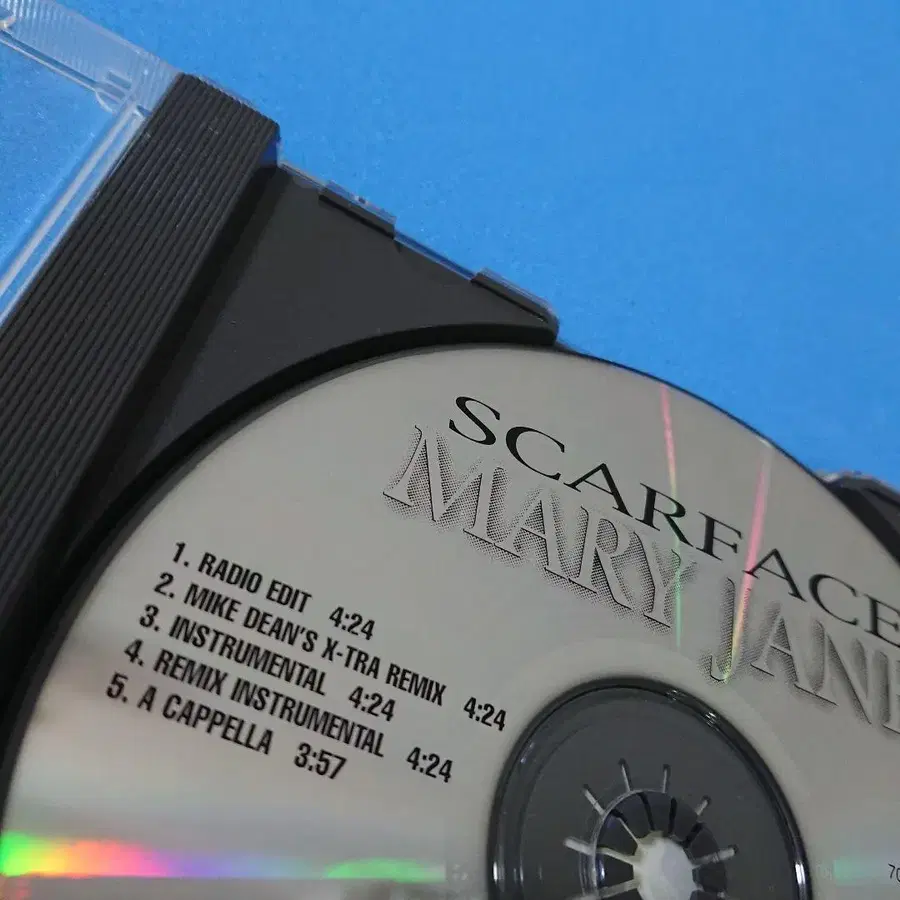 SCARFACE
MARY JANE
1. RADIO EDIT 4:24
2. MIKE DEAN'S X-TRA REMIX 4:24
3. INSTRUMENTAL 4:24
4. REMIX INSTRUMENTAL 4:24
5. A CAPPELLA 3:57